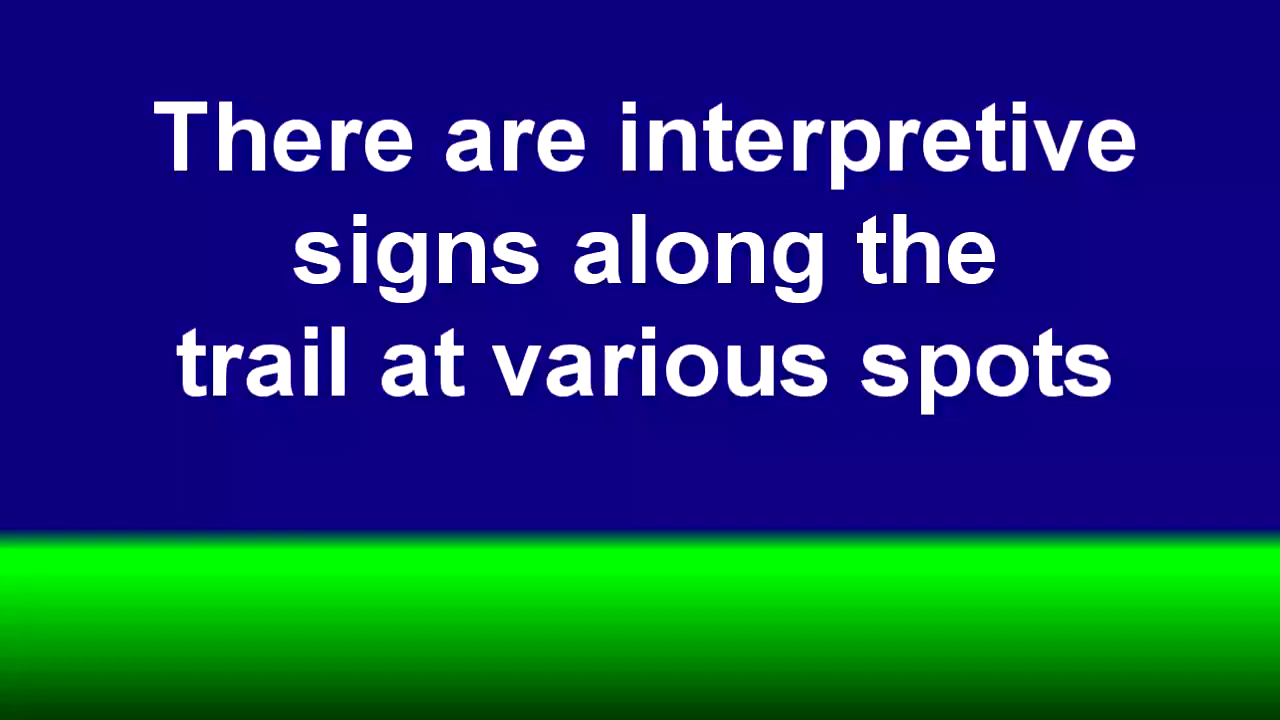 There are interpretive
signs along the
trail at various spots